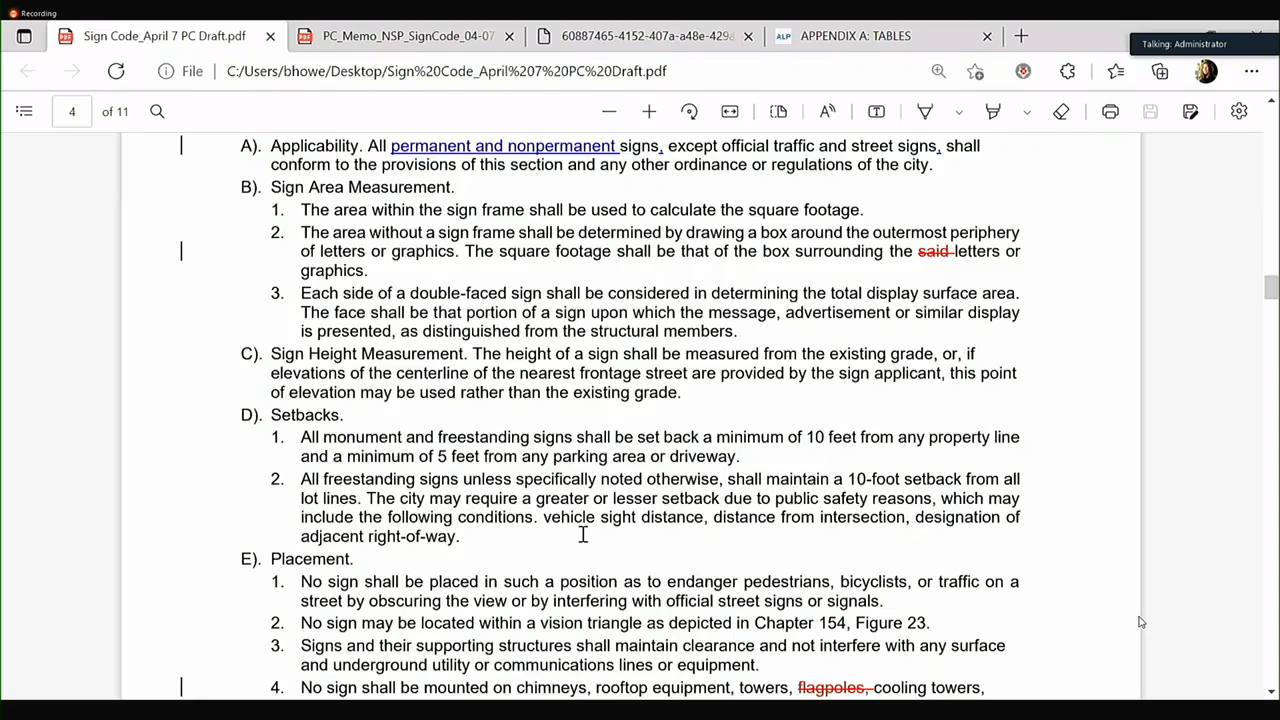 Recording
Sign Code_April 7 PC Draft.pdf
PC_Memo_NSP_SignCode_04-07
60887465-4152-407a-a48e-429a
ALP APPENDIX A: TABLES
Talking: Administrator
File C:/Users/bhowe/Desktop/Sign%20Code_April%207%20PC%20Draft.pdf
4 of 11
A). Applicability. All permanent and nonpermanent signs, except official traffic and street signs, shall
conform to the provisions of this section and any other ordinance or regulations of the city.
B). Sign Area Measurement.
1. The area within the sign frame shall be used to calculate the square footage.
2. The area without a sign frame shall be determined by drawing a box around the outermost periphery
of letters or graphics. The square footage shall be that of the box surrounding the said letters or
graphics.
3. Each side of a double-faced sign shall be considered in determining the total display surface area.
The face shall be that portion of a sign upon which the message, advertisement or similar display
is presented, as distinguished from the structural members.
C). Sign Height Measurement. The height of a sign shall be measured from the existing grade, or, if
elevations of the centerline of the nearest frontage street are provided by the sign applicant, this point
of elevation may be used rather than the existing grade.
D). Setbacks.
1. All monument and freestanding signs shall be set back a minimum of 10 feet from any property line
and a minimum of 5 feet from any parking area or driveway.
2. All freestanding signs unless specifically noted otherwise, shall maintain a 10-foot setback from all
lot lines. The city may require a greater or lesser setback due to public safety reasons, which may
include the following conditions. vehicle sight distance, distance from intersection, designation of
adjacent right-of-way.
E). Placement.
1. No sign shall be placed in such a position as to endanger pedestrians, bicyclists, or traffic on a
street by obscuring the view or by interfering with official street signs or signals.
2. No sign may be located within a vision triangle as depicted in Chapter 154, Figure 23.
3. Signs and their supporting structures shall maintain clearance and not interfere with any surface
and underground utility or communications lines or equipment.
4. No sign shall be mounted on chimneys, rooftop equipment, towers, flagpoles, cooling towers,